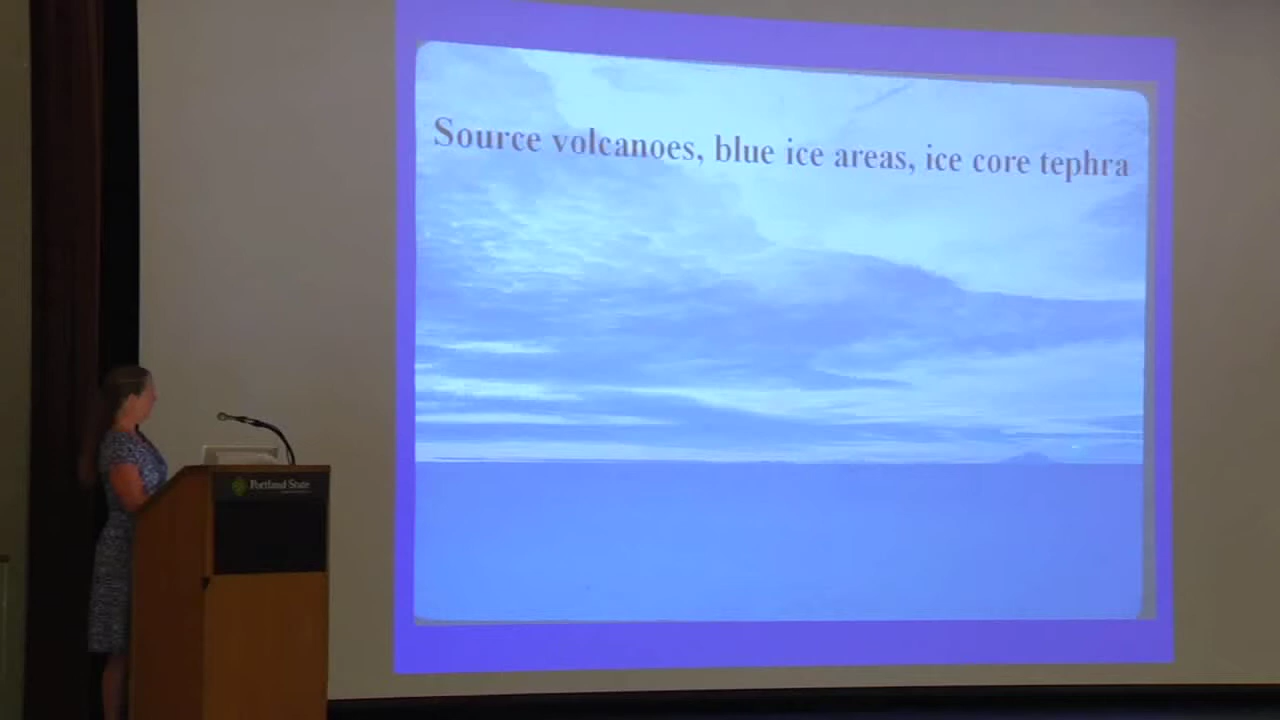 Source volcanoes, blue ice areas, ice core tephra
Portland State